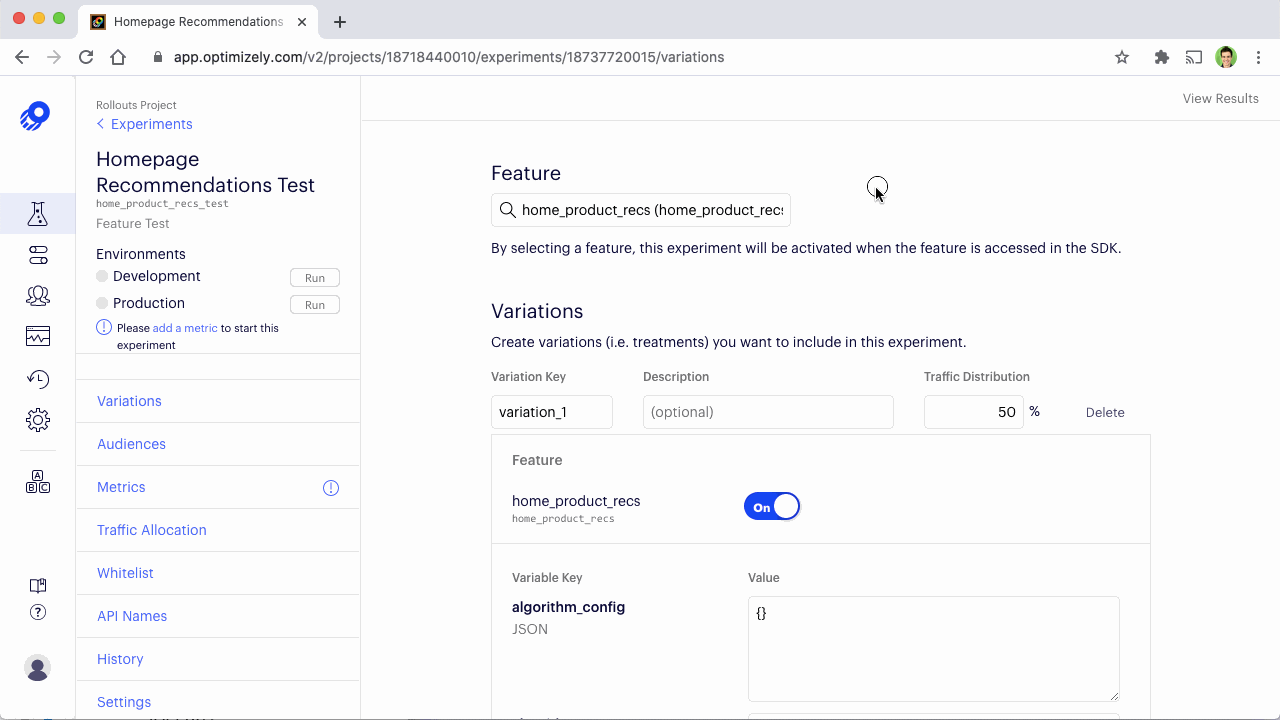 Homepage Recommendations
app.optimizely.com/v2/projects/18718440010/experiments/18737720015/variations
Rollouts Project
Experiments
Homepage
Recommendations Test
home_product_recs_test
Feature Test
Environments
Development
Run
Production
Run
Please add a metric to start this
experiment
Variations
Audiences
Metrics
Traffic Allocation
Whitelist
API Names
History
Settings
A
B C
View Results
Feature
home_product_recs (home_product_recs
By selecting a feature, this experiment will be activated when the feature is accessed in the SDK.
Variations
Create variations (i.e. treatments) you want to include in this experiment.
Variation Key Description Traffic Distribution
variation_1 (optional) 50 % Delete
Feature
home_product_recs
On
home_product_recs
Variable Key Value
algorithm_config
{}
JSON